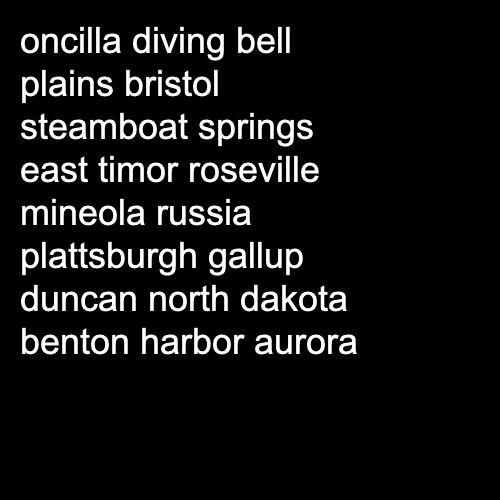 oncilla diving bell
plains bristol
steamboat springs
east timor roseville
mineola russia
plattsburgh gallup
duncan north dakota
benton harbor aurora